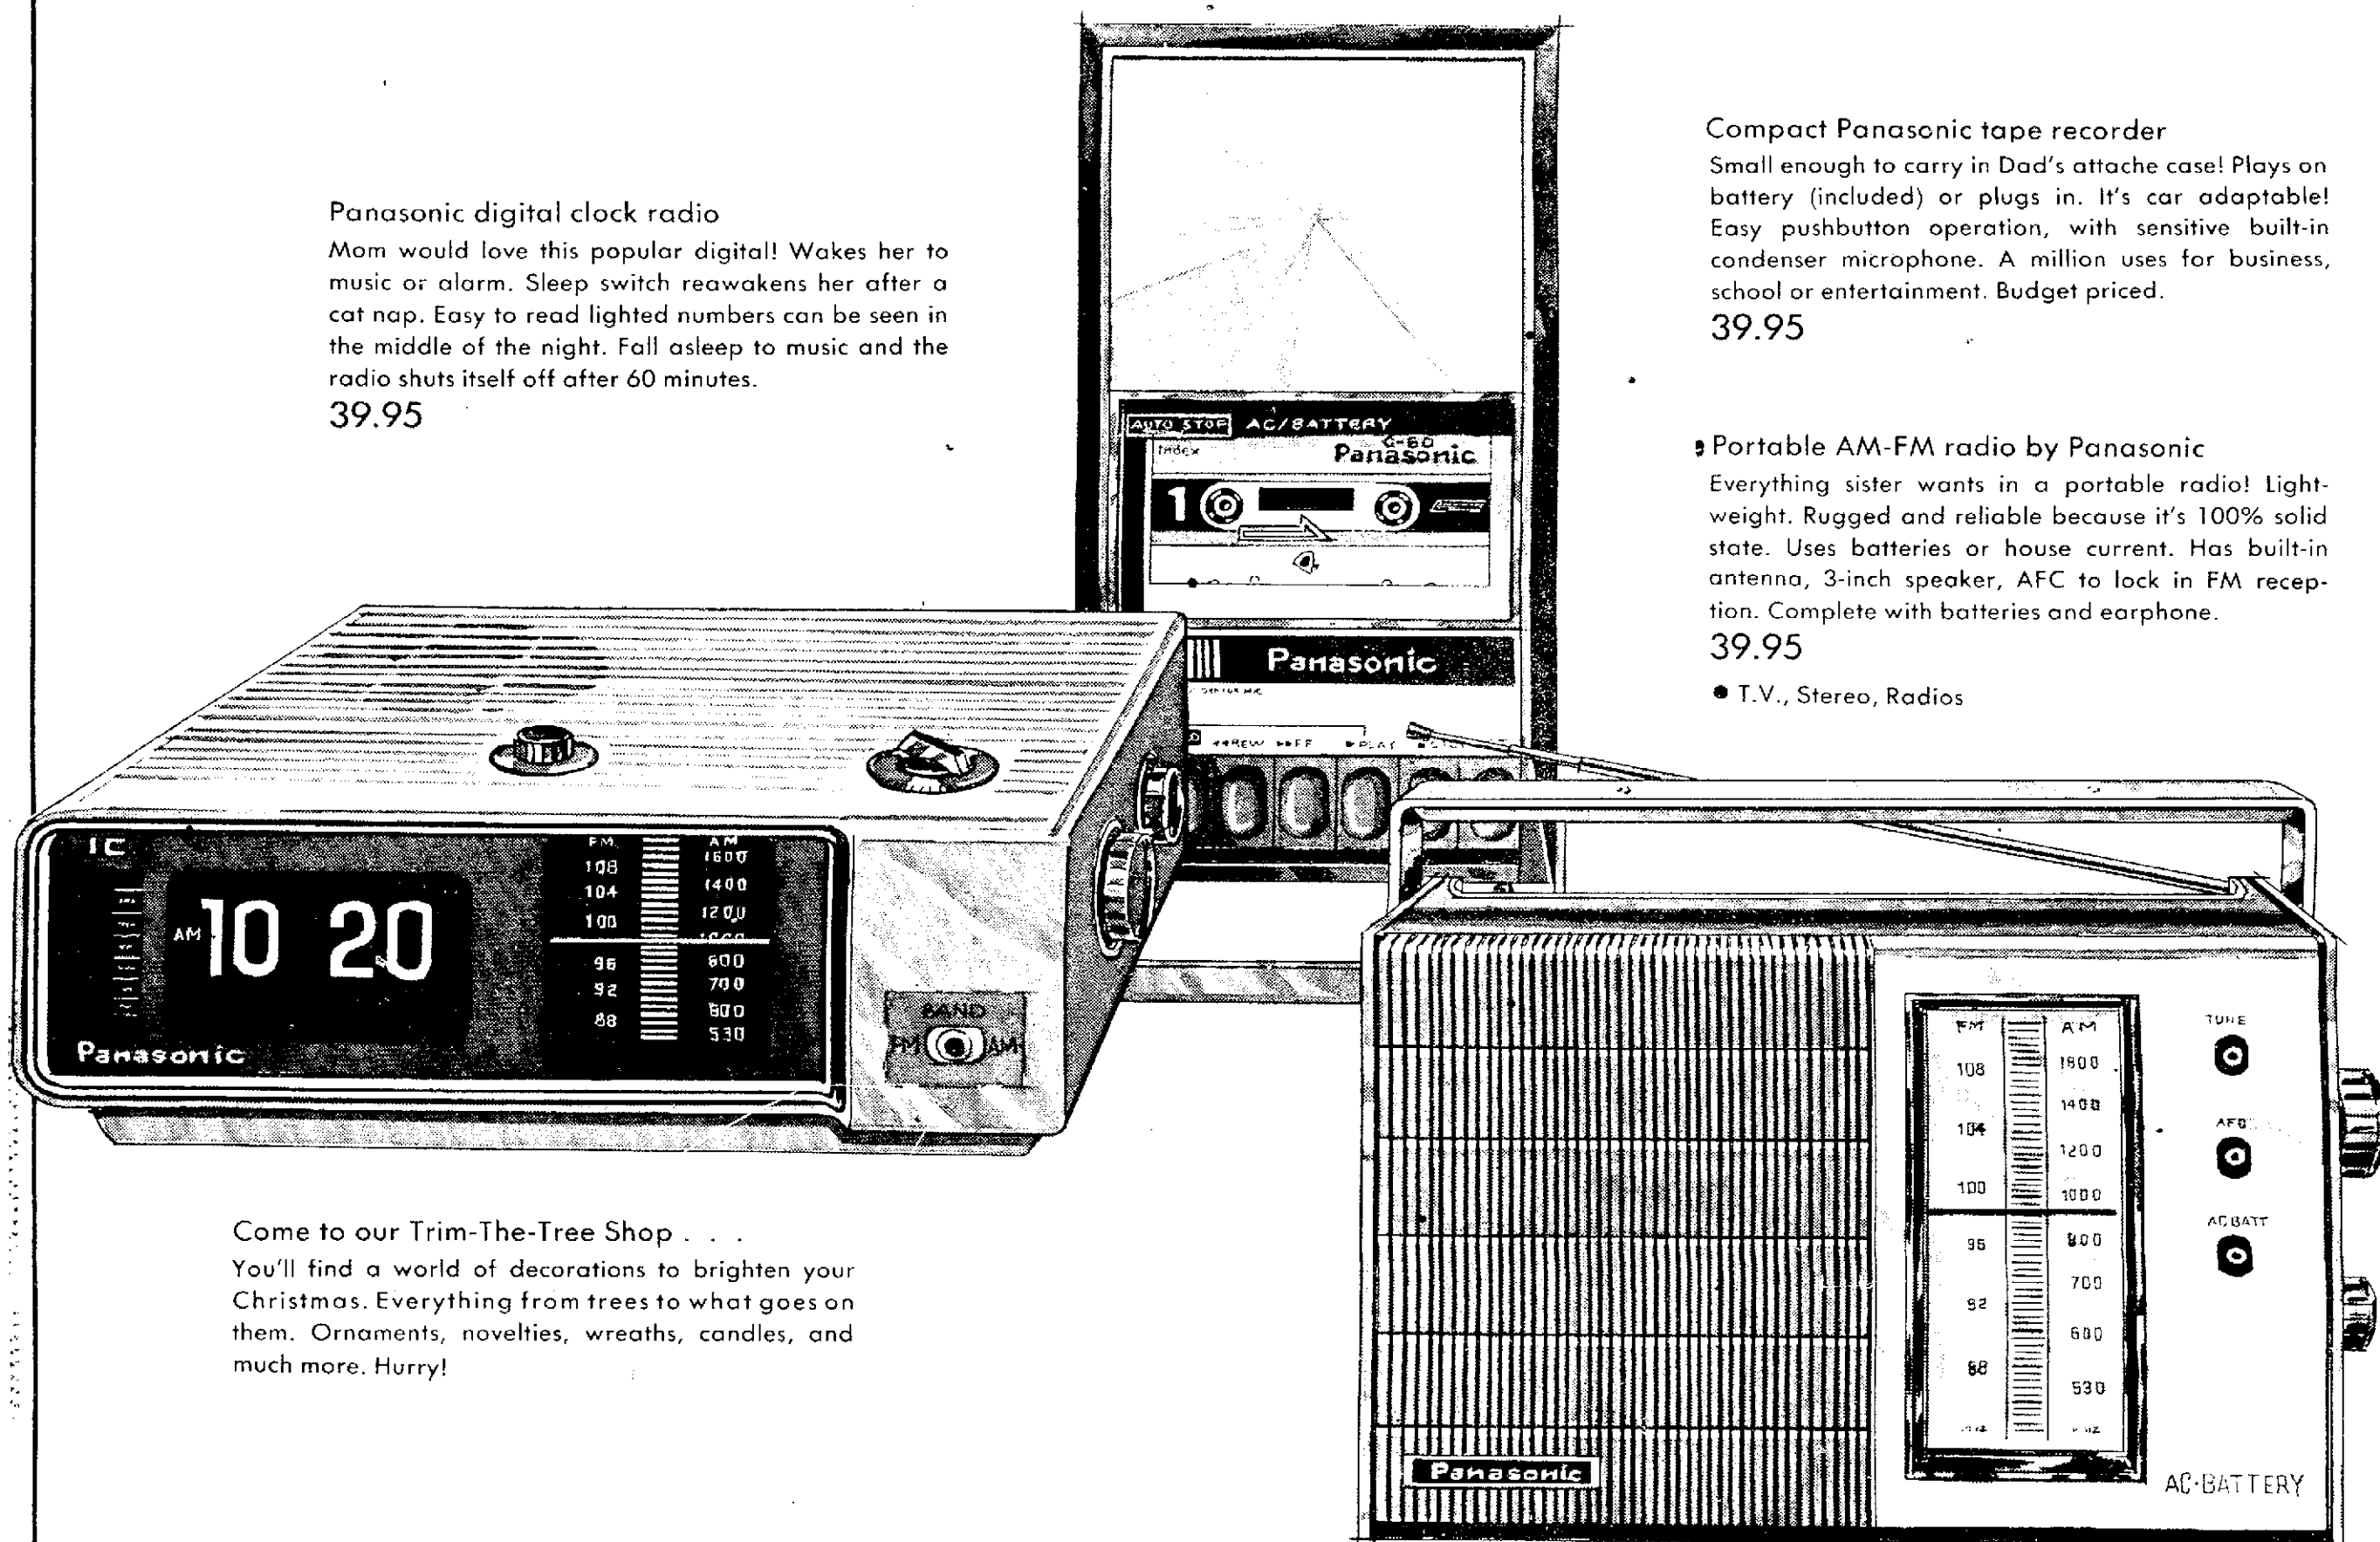 Panasonic digital clock radio
Mom would love this popular digital! Wakes her to
music or alarm. Sleep switch reawakens her after a
cat nap. Easy to read lighted numbers can be seen in
the middle of the night. Fall asleep to music and the
radio shuts itself off after 60 minutes.
39.95
Compact Panasonic tape recorder
Small enough to carry in Dad's attache case! Plays on
battery (included) or plugs in. It's car adaptable!
Easy pushbutton operation, with sensitive built-in
condenser microphone. A million uses for business,
school or entertainment. Budget priced.
39.95
Portable AM-FM radio by Panasonic
Everything sister wants in a portable radio! Light-
weight. Rugged and reliable because it's 100% solid
state. Uses batteries or house current. Has built-in
antenna, 3-inch speaker, AFC to lock in FM recep-
tion. Complete with batteries and earphone.
39.95
● T.V., Stereo, Radios
AUTO STOP AC/BATTERY
C-60
Index Panasonic
1
Panasonic
◀◀REW ▶▶FF ▶PLAY
IC
AM 10 20
Panasonic
FM AM
108 1600
104 1400
100 1200
96 800
92 700
88 600
530
BAND
FM AM
FM AM
108 1600
104 1400
1200
100 1000
96 800
700
92
600
88
530
TUNE
AFC
AC BATT
Panasonic
AC·BATTERY
Come to our Trim-The-Tree Shop . . .
You'll find a world of decorations to brighten your
Christmas. Everything from trees to what goes on
them. Ornaments, novelties, wreaths, candles, and
much more. Hurry!